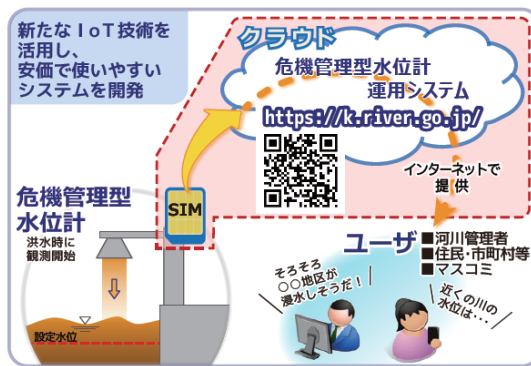 新たなIoT技術を
活用し、
安価で使いやすい
システムを開発
クラウド
危機管理型水位計
運用システム
https://k.river.go.jp/
インターネットで
提供
SIM
危機管理型
水位計
洪水時に
観測開始
設定水位
ユーザ
■河川管理者
■住民・市町村等
■マスコミ
そろそろ
○○地区が
浸水しそうだ！
近くの川の
水位は・・・